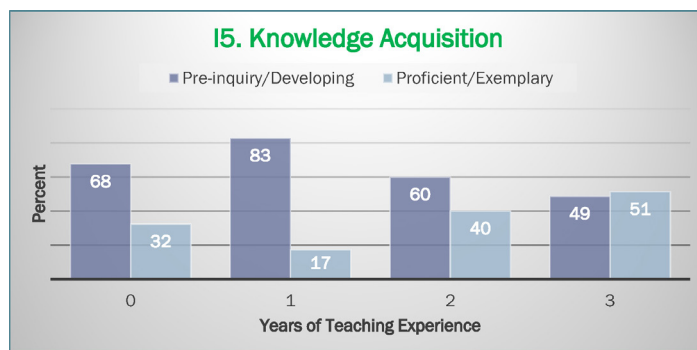 I5. Knowledge Acquisition
Pre-inquiry/Developing Proficient/Exemplary
Percent
68 32 83 17 60 40 49 51
0 1 2 3
Years of Teaching Experience